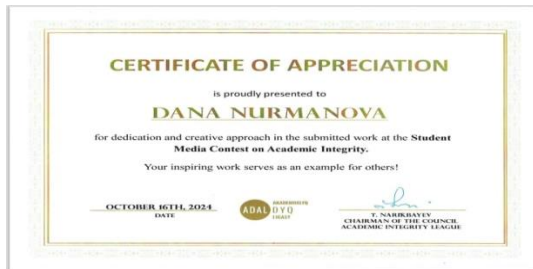 CERTIFICATE OF APPRECIATION
is proudly presented to
DANA NURMANOVA
for dedication and creative approach in the submitted work at the Student
Media Contest on Academic Integrity.
Your inspiring work serves as an example for others!
OCTOBER 16TH, 2024
DATE
ADAL DYQ
T. NARIKBAYEV
CHAIRMAN OF THE COUNCIL
ACADEMIC INTEGRITY LEAGUE